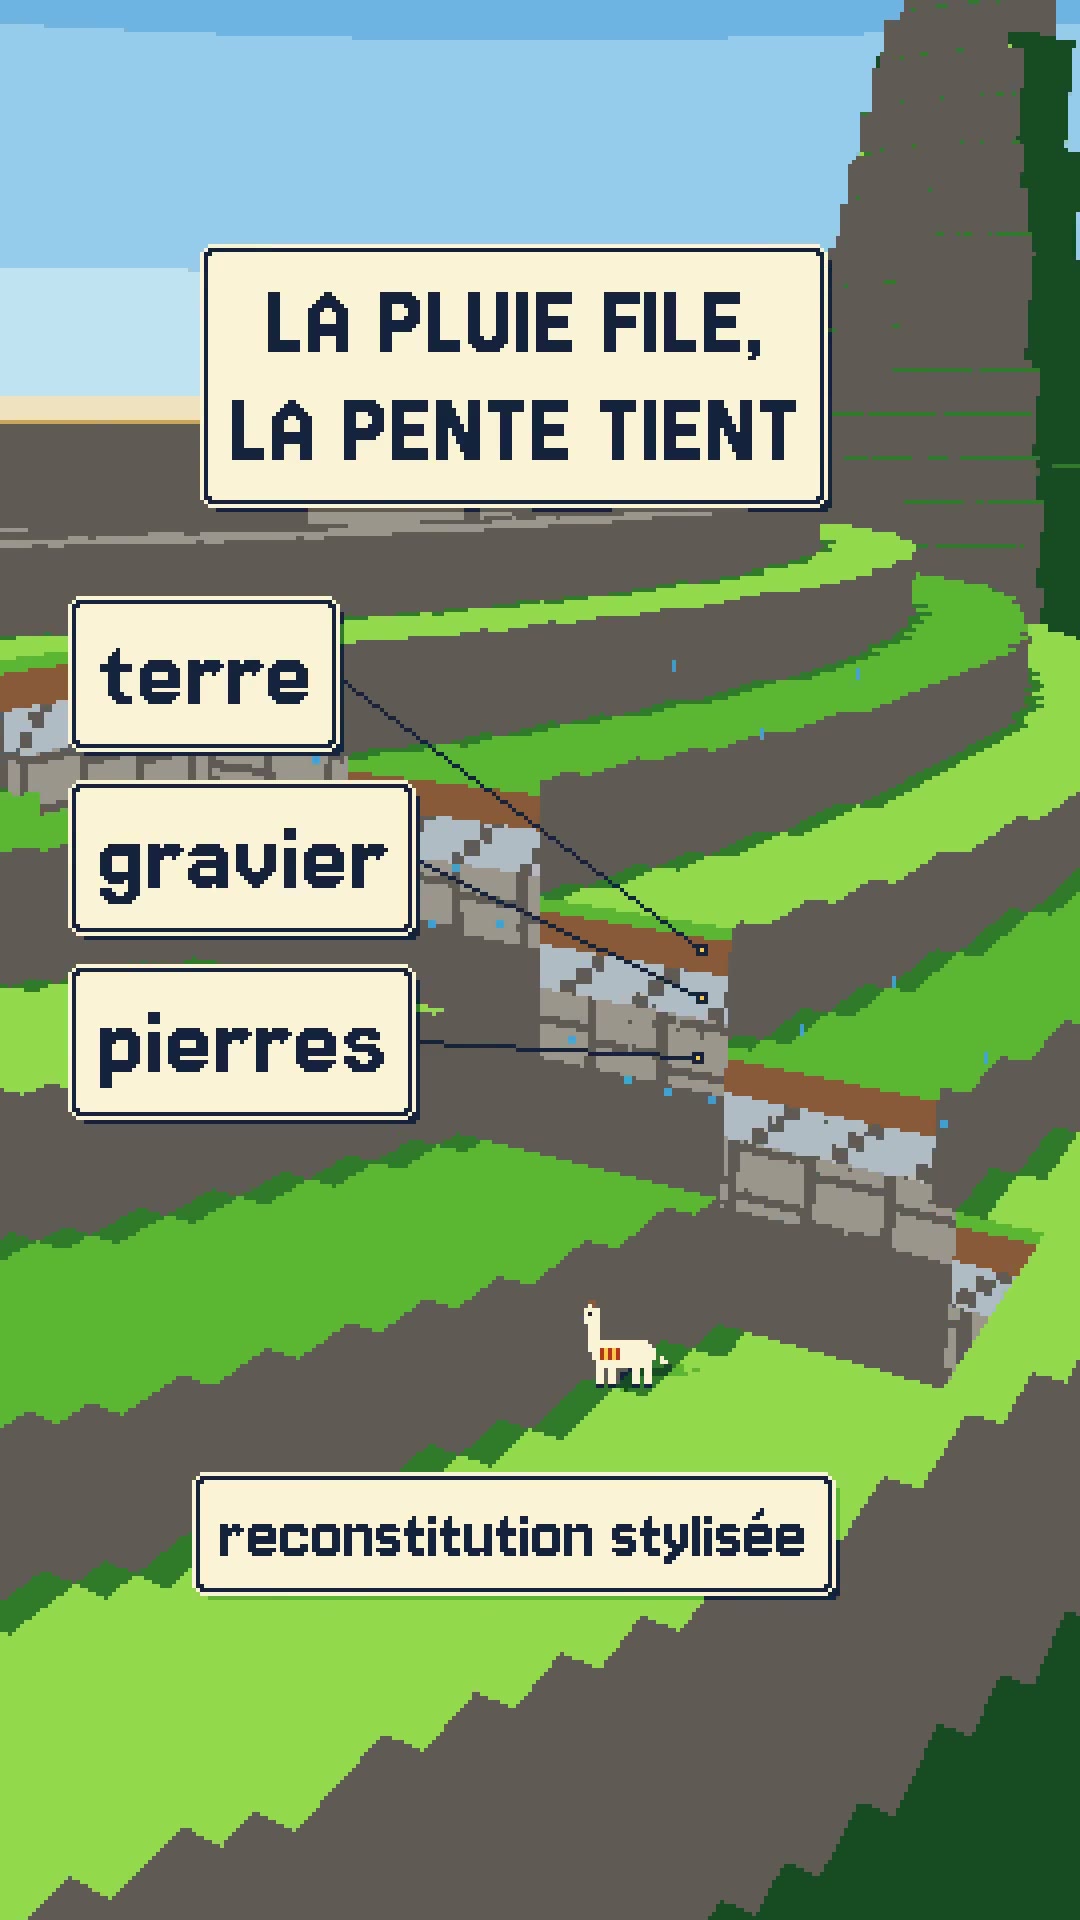 LA PLUIE FILE,
LA PENTE TIENT
terre
gravier
pierres
reconstitution stylisée